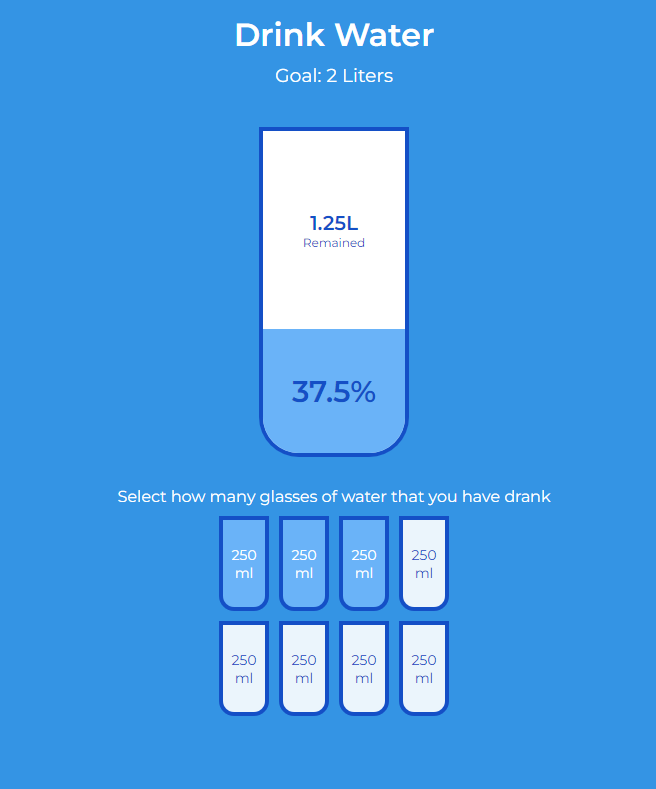 Drink Water
Goal: 2 Liters
1.25L
Remained
37.5%
Select how many glasses of water that you have drank
250 250 250 250
ml ml ml ml
250 250 250 250
ml ml ml ml